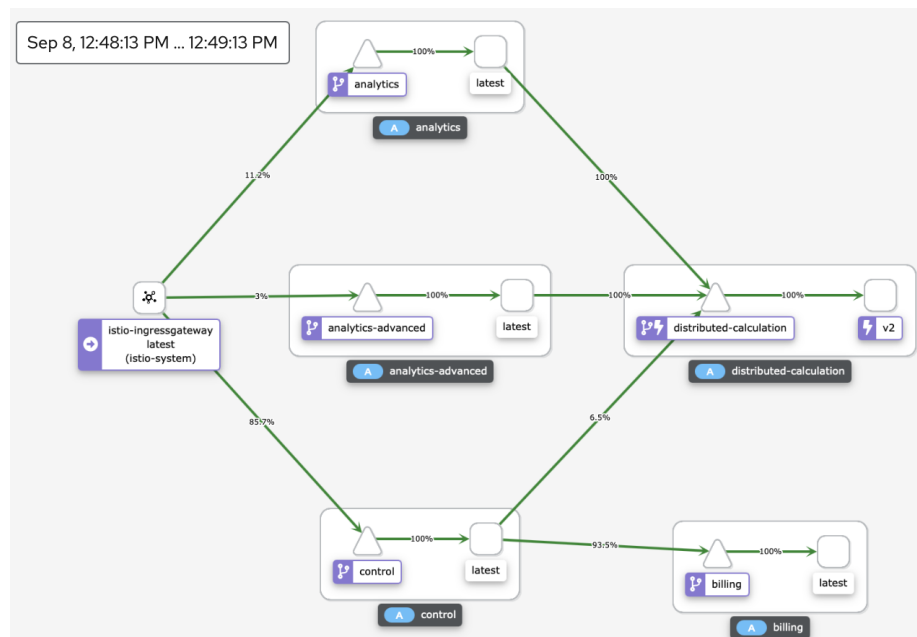 Sep 8, 12:48:13 PM ... 12:49:13 PM
100%
analytics
latest
A analytics
11.2%
100%
3%
100%
100%
100%
istio-ingressgateway
latest
(istio-system)
analytics-advanced
latest
distributed-calculation
v2
A analytics-advanced
A distributed-calculation
85.7%
6.5%
100%
93.5%
100%
control
latest
billing
latest
A control
A billing